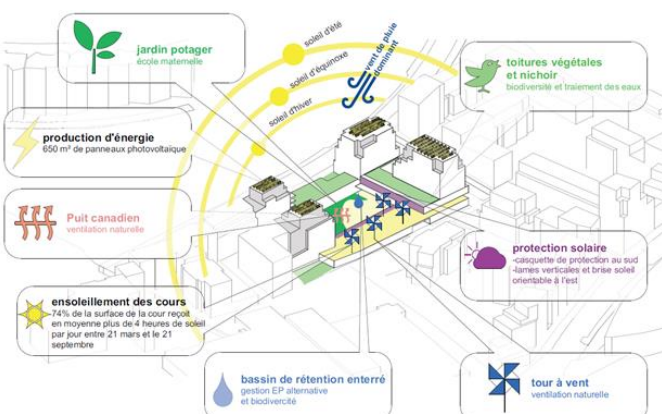 jardin potager
école maternelle
soleil d'été
soleil d'équinoxe
soleil d'hiver
vent de pluie
dominant
toitures végétales
et nichoir
biodiversité et traiement des eaux
production d'énergie
650 m² de panneaux photovoltaïque
Puit canadien
ventilation naturelle
protection solaire
-casquette de protection au sud
-lames verticales et brise soleil
orientable à l'est
ensoleillement des cours
-74% de la surface de la cour reçoit
en moyenne plus de 4 heures de soleil
par jour entre 21 mars et le 21
septembre
bassin de rétention enterré
gestion EP alternative
et biodivercité
tour à vent
ventilation naturelle